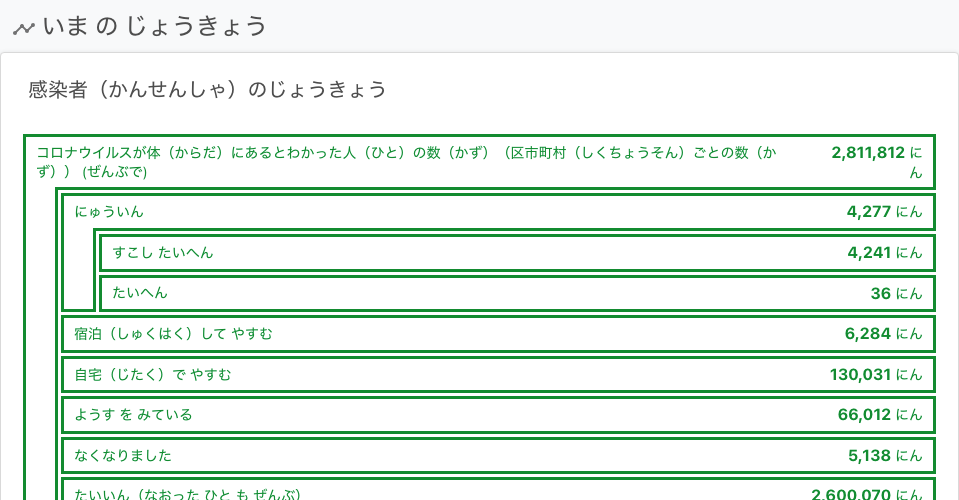 いま の じょうきょう
感染者（かんせんしゃ）のじょうきょう
コロナウイルスが体（からだ）にあるとわかった人（ひと）の数（かず）（区市町村（しくちょうそん）ごとの数（か
ず））(ぜんぶで)
2,811,812 に
ん
にゅういん 4,277 にん
すこし たいへん 4,241 にん
たいへん 36 にん
宿泊（しゅくはく）して やすむ 6,284 にん
自宅（じたく）で やすむ 130,031 にん
ようす を みている 66,012 にん
なくなりました 5,138 にん
たいいん（なおった ひと も ぜんぶ） 2,600,070 にん